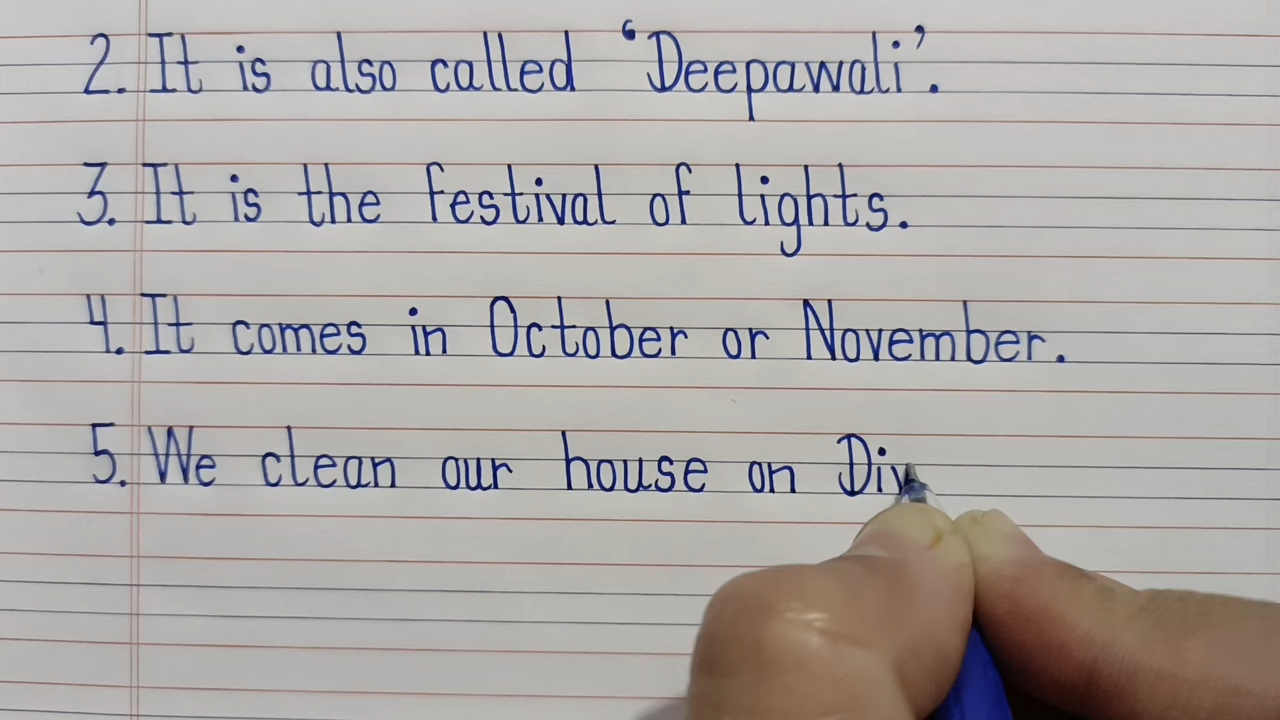 2. It is also called ‘Deepawali’.
3. It is the festival of lights.
4. It comes in October or November.
5. We clean our house on Div